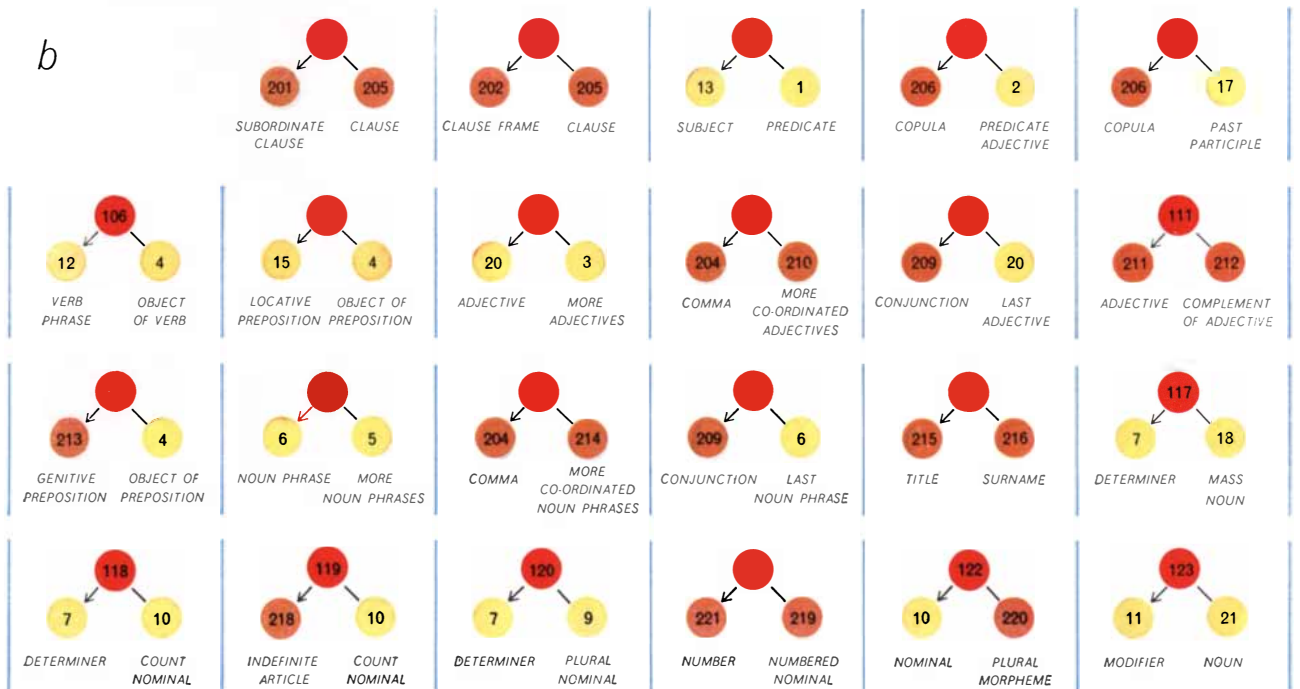 b
201 205
SUBORDINATE CLAUSE
CLAUSE
202 205
CLAUSE FRAME CLAUSE
13 1
SUBJECT PREDICATE
206 2
COPULA PREDICATE
ADJECTIVE
206 17
COPULA PAST
PARTICIPLE
106
12 4
VERB OBJECT
PHRASE OF VERB
15 4
LOCATIVE OBJECT OF
PREPOSITION PREPOSITION
20 3
ADJECTIVE MORE
ADJECTIVES
204 210
COMMA MORE
CO-ORDINATED
ADJECTIVES
209 20
CONJUNCTION LAST
ADJECTIVE
111
211 212
ADJECTIVE COMPLEMENT
OF ADJECTIVE
213 4
GENITIVE OBJECT OF
PREPOSITION PREPOSITION
6 5
NOUN PHRASE MORE
NOUN PHRASES
204 214
COMMA MORE
CO-ORDINATED
NOUN PHRASES
209 6
CONJUNCTION LAST
NOUN PHRASE
215 216
TITLE SURNAME
117
7 18
DETERMINER MASS
NOUN
118
7 10
DETERMINER COUNT
NOMINAL
119
218 10
INDEFINITE COUNT
ARTICLE NOMINAL
120
7 9
DETERMINER PLURAL
NOMINAL
221 219
NUMBER NUMBERED
NOMINAL
122
10 220
NOMINAL PLURAL
MORPHEME
123
11 21
MODIFIER NOUN